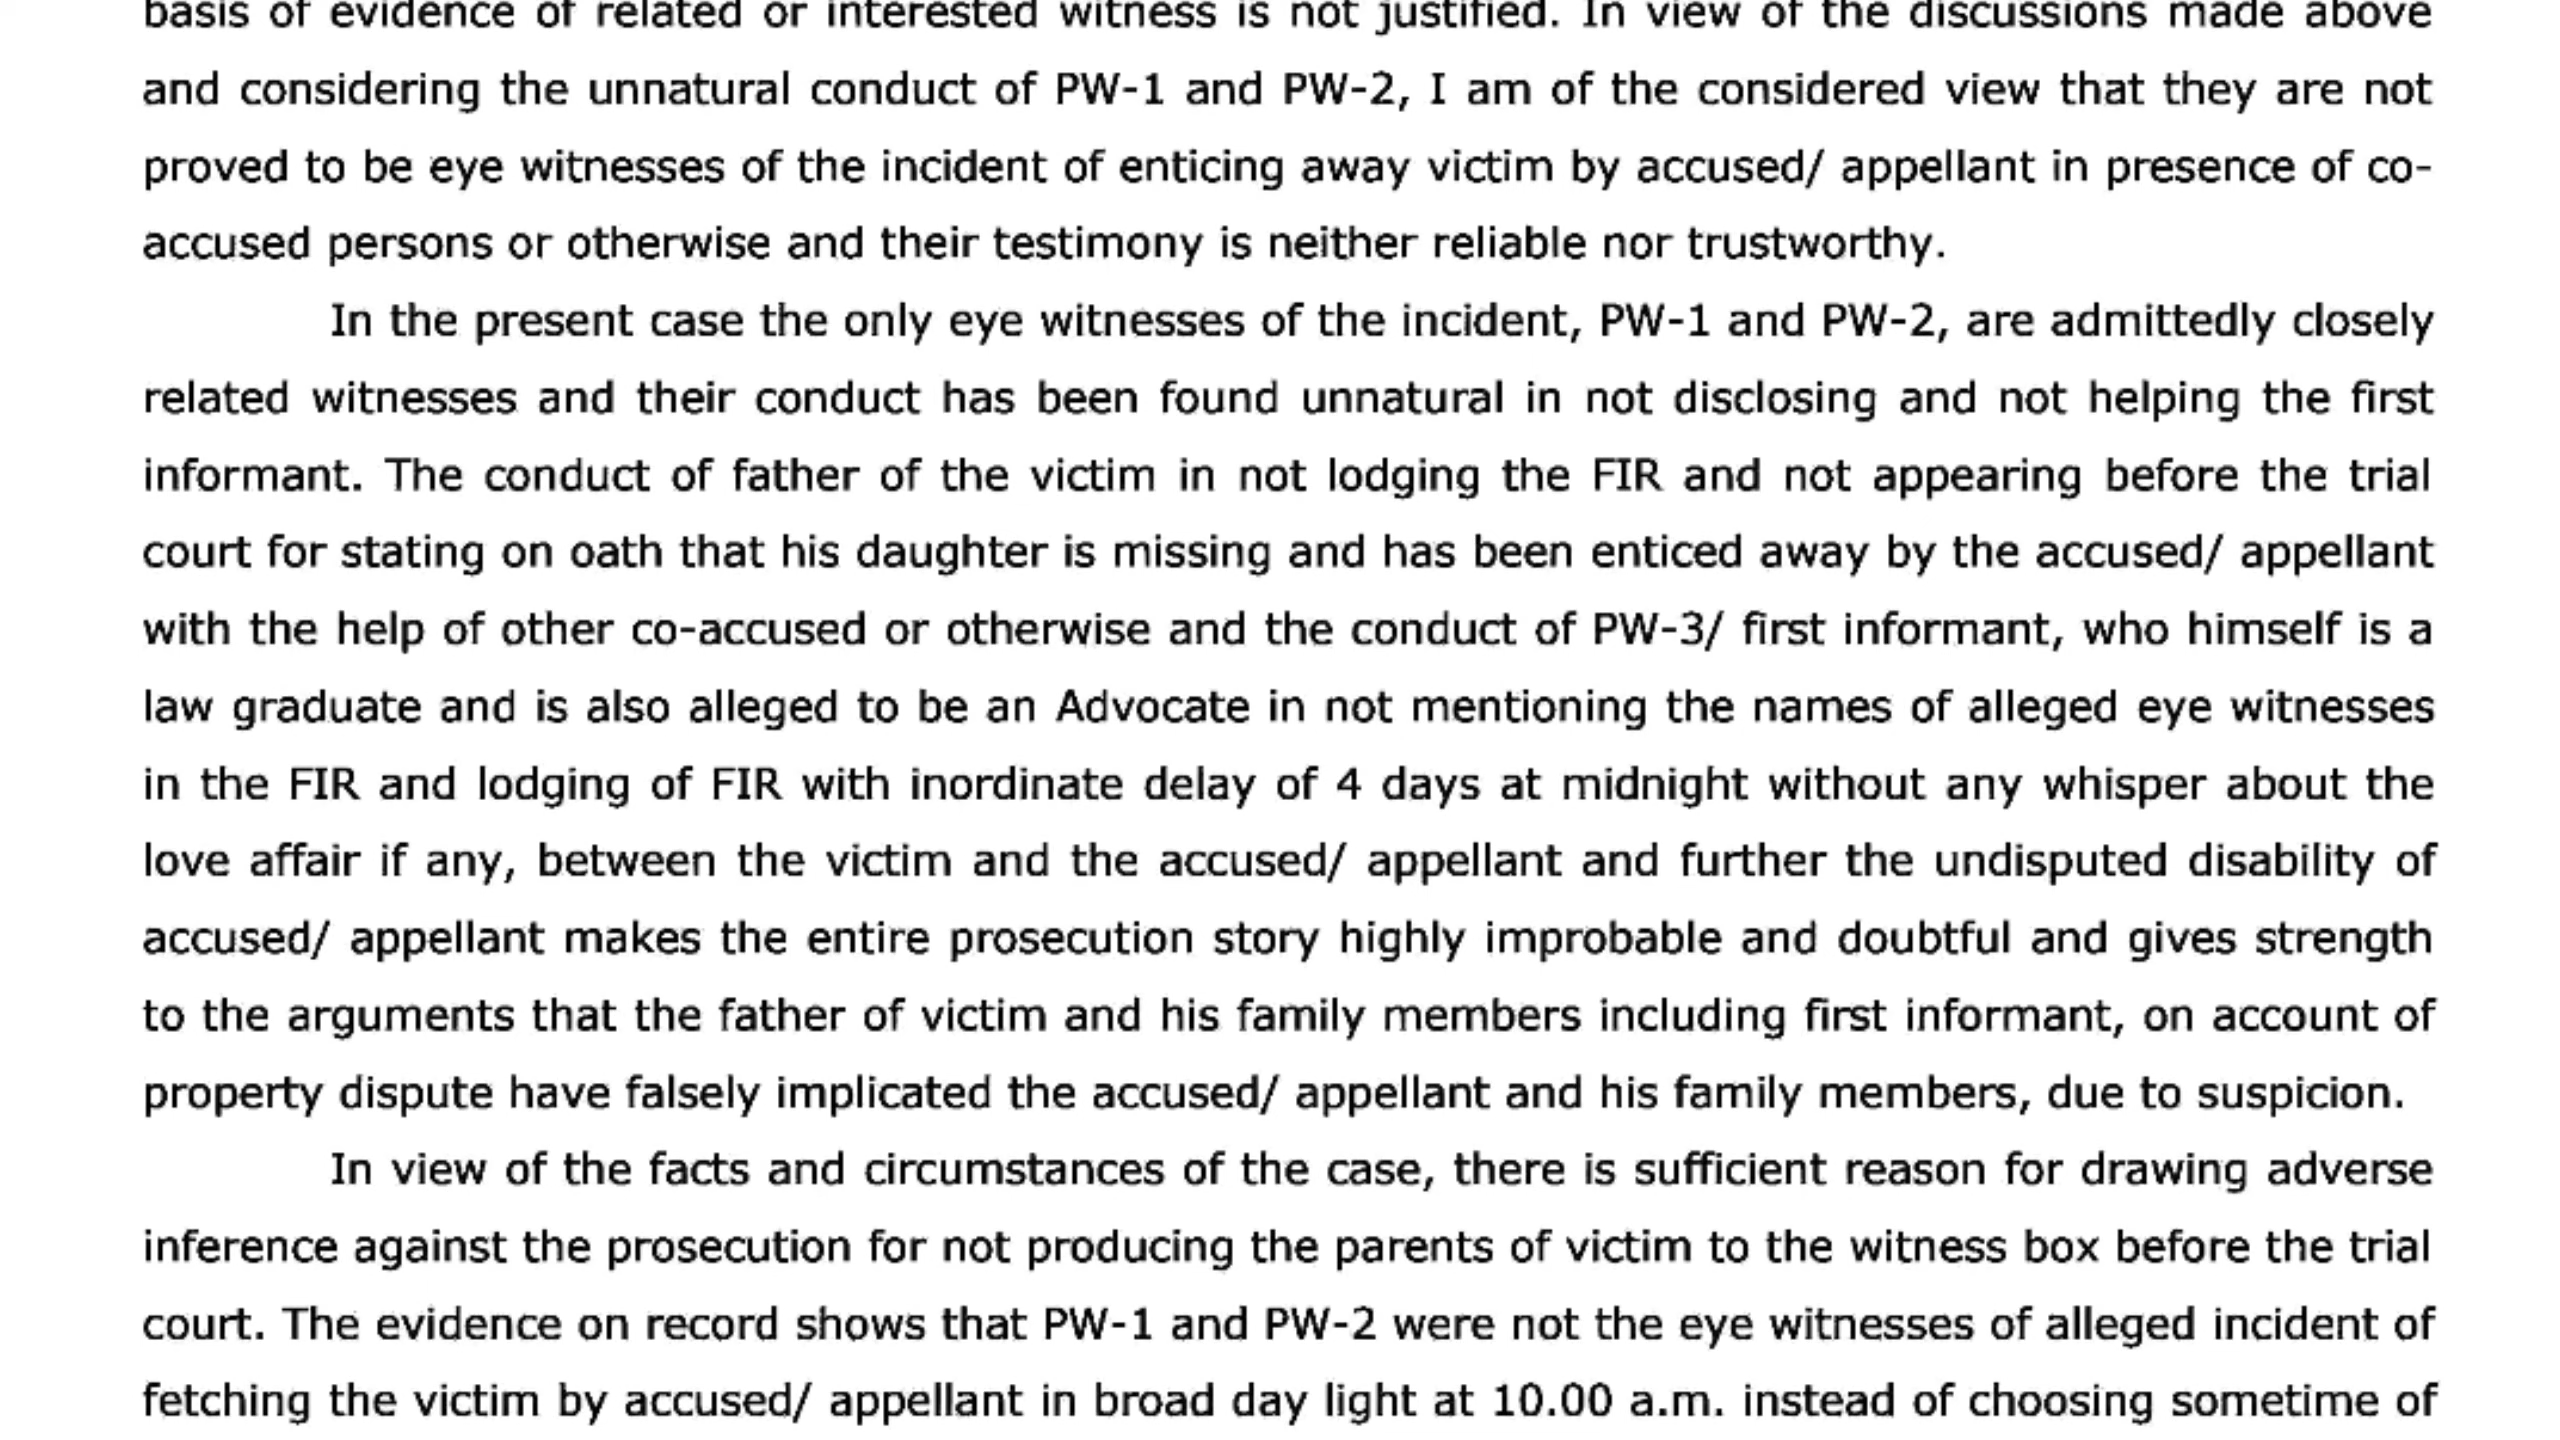 basis of evidence of related or interested witness is not justified. In view of the discussions made above
and considering the unnatural conduct of PW-1 and PW-2, I am of the considered view that they are not
proved to be eye witnesses of the incident of enticing away victim by accused/ appellant in presence of co-
accused persons or otherwise and their testimony is neither reliable nor trustworthy.
In the present case the only eye witnesses of the incident, PW-1 and PW-2, are admittedly closely
related witnesses and their conduct has been found unnatural in not disclosing and not helping the first
informant. The conduct of father of the victim in not lodging the FIR and not appearing before the trial
court for stating on oath that his daughter is missing and has been enticed away by the accused/ appellant
with the help of other co-accused or otherwise and the conduct of PW-3/ first informant, who himself is a
law graduate and is also alleged to be an Advocate in not mentioning the names of alleged eye witnesses
in the FIR and lodging of FIR with inordinate delay of 4 days at midnight without any whisper about the
love affair if any, between the victim and the accused/ appellant and further the undisputed disability of
accused/ appellant makes the entire prosecution story highly improbable and doubtful and gives strength
to the arguments that the father of victim and his family members including first informant, on account of
property dispute have falsely implicated the accused/ appellant and his family members, due to suspicion.
In view of the facts and circumstances of the case, there is sufficient reason for drawing adverse
inference against the prosecution for not producing the parents of victim to the witness box before the trial
court. The evidence on record shows that PW-1 and PW-2 were not the eye witnesses of alleged incident of
fetching the victim by accused/ appellant in broad day light at 10.00 a.m. instead of choosing sometime of